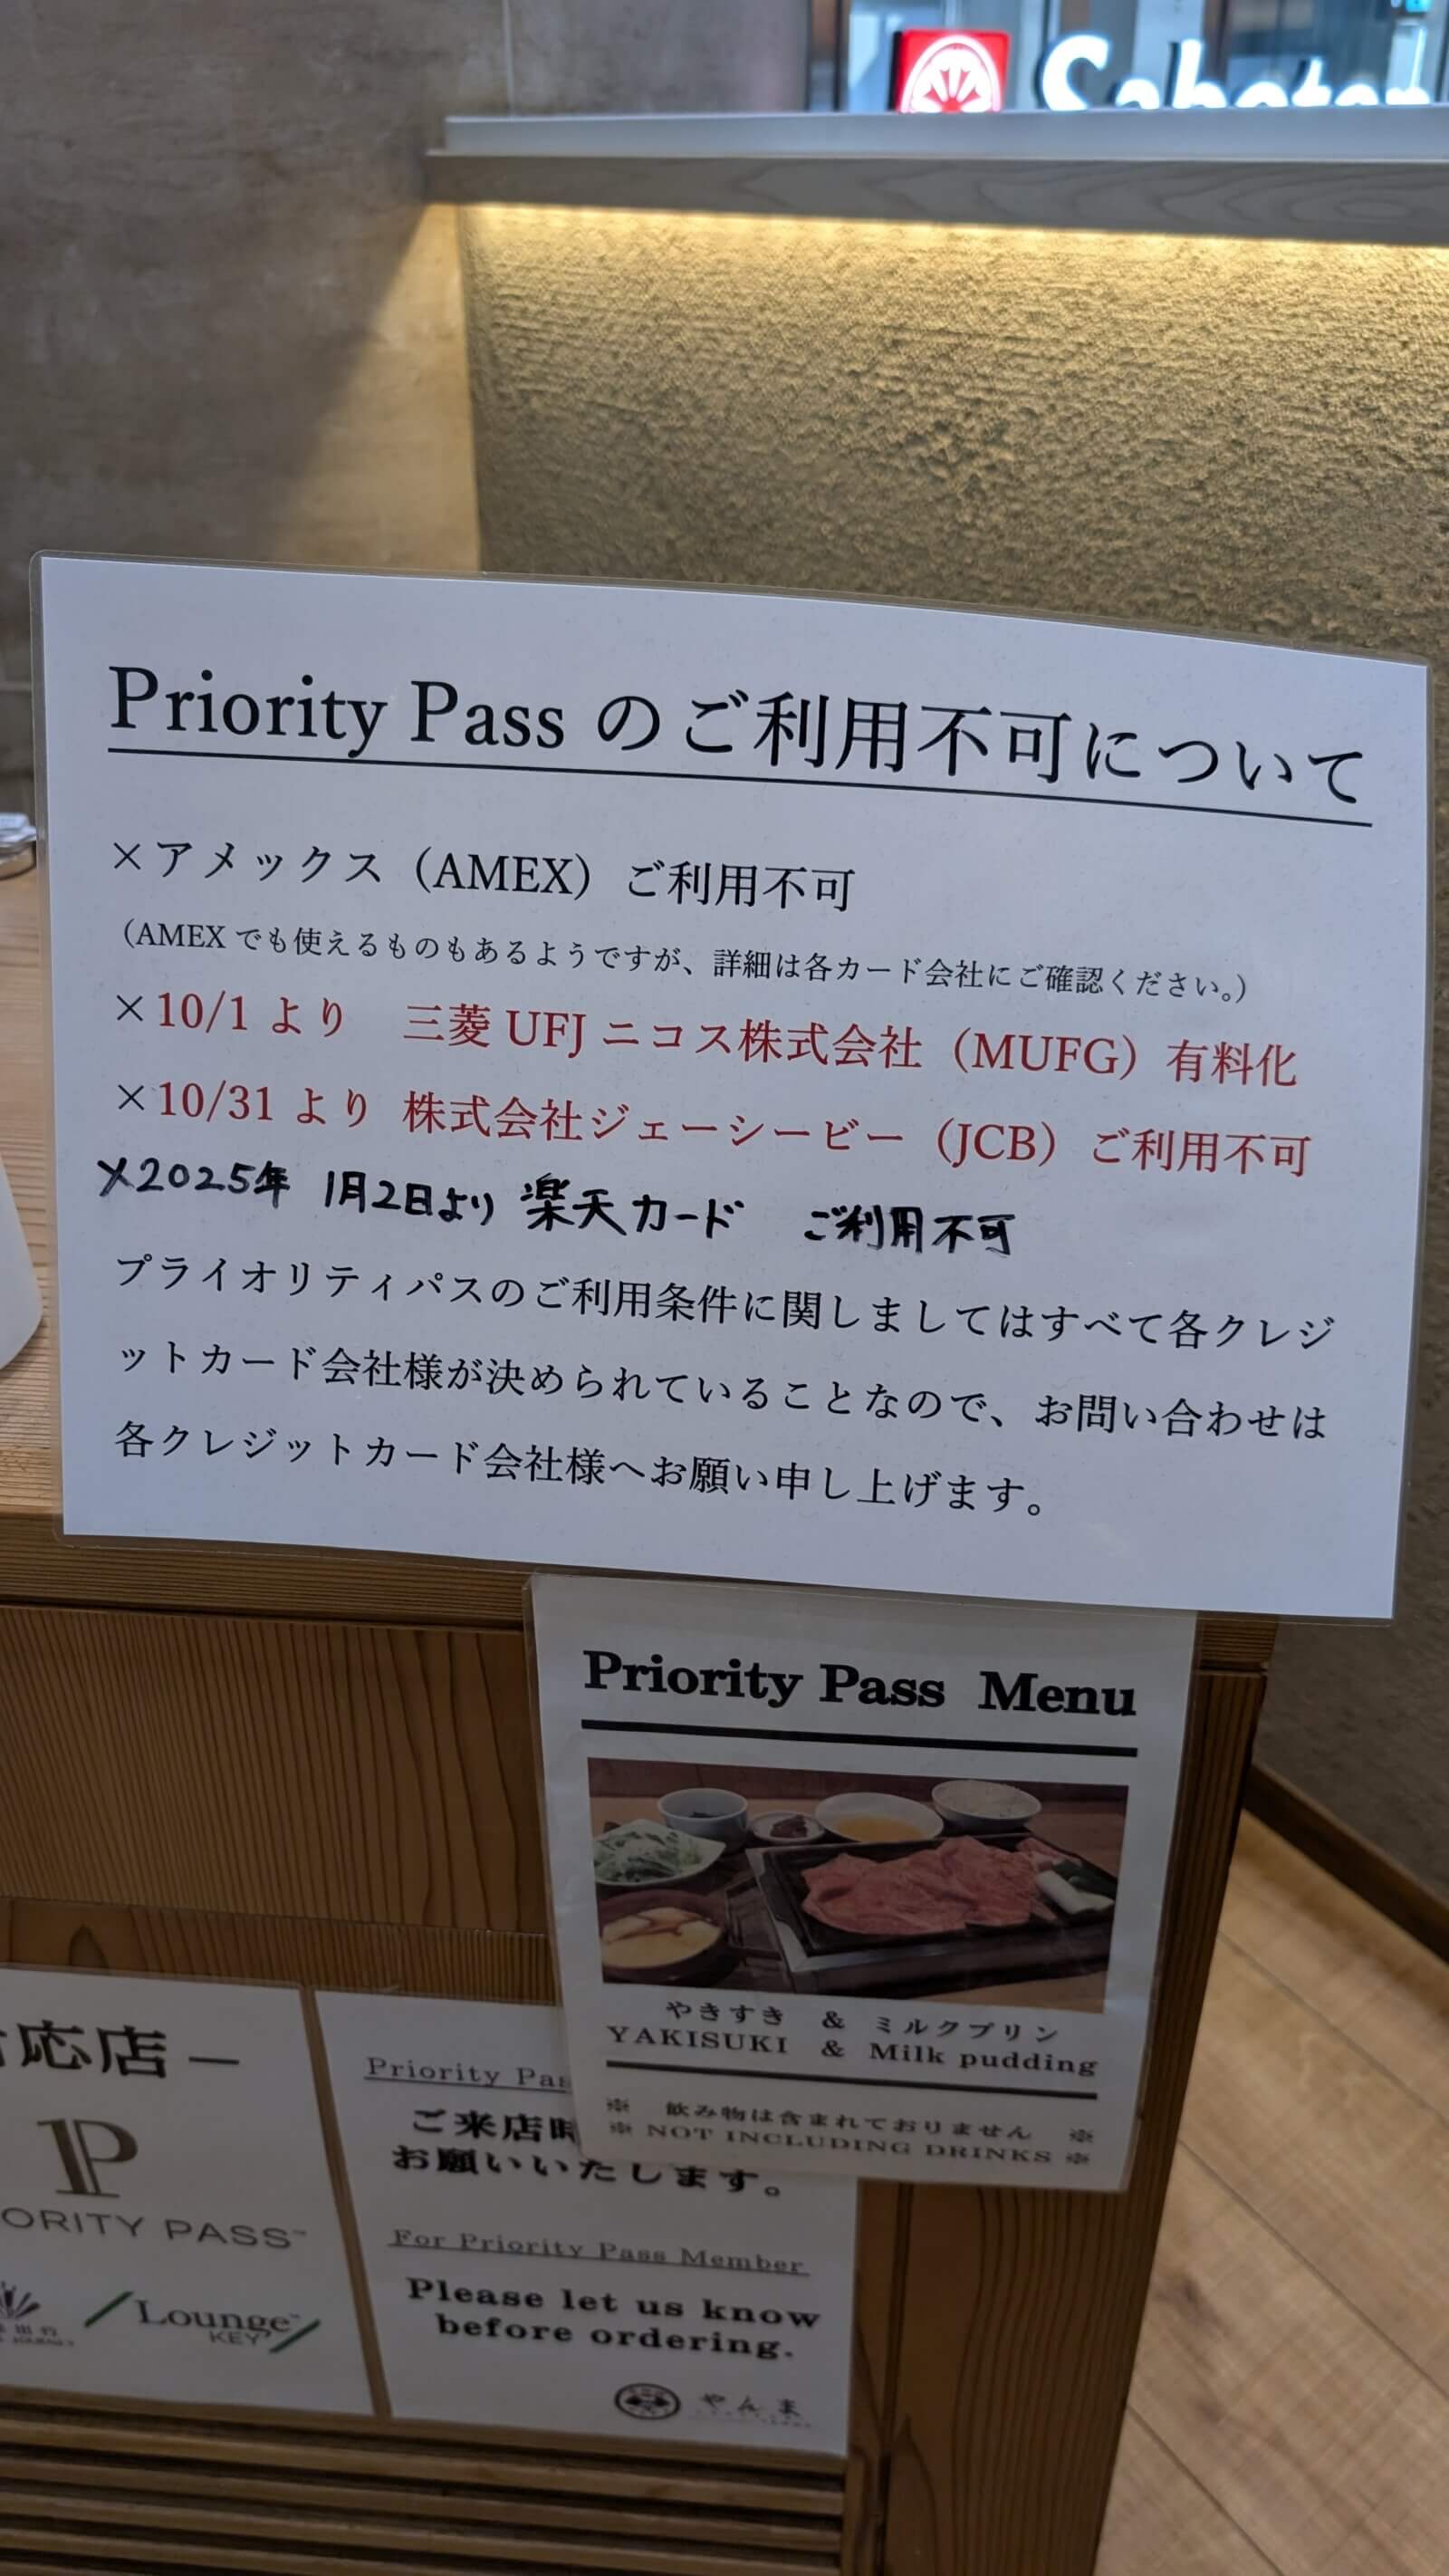 Saboten
Priority Pass のご利用不可について
×アメックス（AMEX）ご利用不可
（AMEX でも使えるものもあるようですが、詳細は各カード会社にご確認ください。）
×10/1 より 三菱 UFJ ニコス株式会社（MUFG）有料化
×10/31 より 株式会社ジェーシービー（JCB）ご利用不可
×2025年 1月2日より 楽天カード ご利用不可
プライオリティパスのご利用条件に関しましてはすべて各クレジ
ットカード会社様が決められていることなので、お問い合わせは
各クレジットカード会社様へお願い申し上げます。
Priority Pass Menu
やきすき & ミルクプリン
YAKISUKI & Milk pudding
※ 飲み物は含まれておりません ※
※ NOT INCLUDING DRINKS ※
応店－
ORITY PASS™
Lounge™
KEY
Priority Pas
ご来店時
お願いいたします。
For Priority Pass Member
Please let us know
before ordering.
やんま